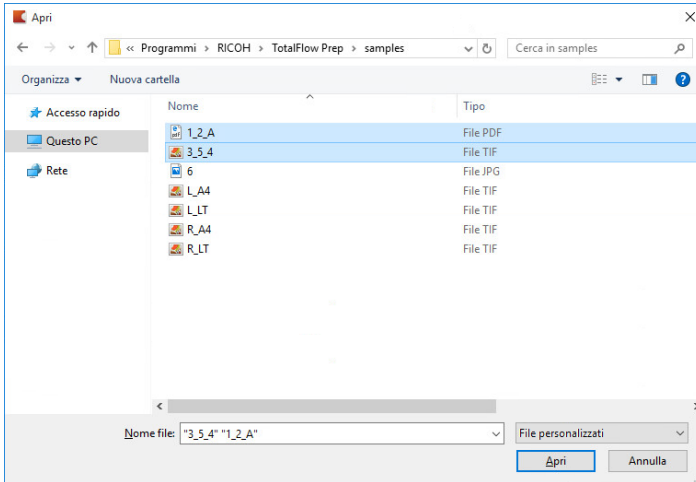 Apri
« Programmi > RICOH > TotalFlow Prep > samples
Cerca in samples
Organizza
Nuova cartella
Accesso rapido
Questo PC
Rete
Nome Tipo
pdf 1_2_A File PDF
3_5_4 File TIF
6 File JPG
L_A4 File TIF
L_LT File TIF
R_A4 File TIF
R_LT File TIF
Nome file: "3_5_4" "1_2_A" File personalizzati
Apri Annulla